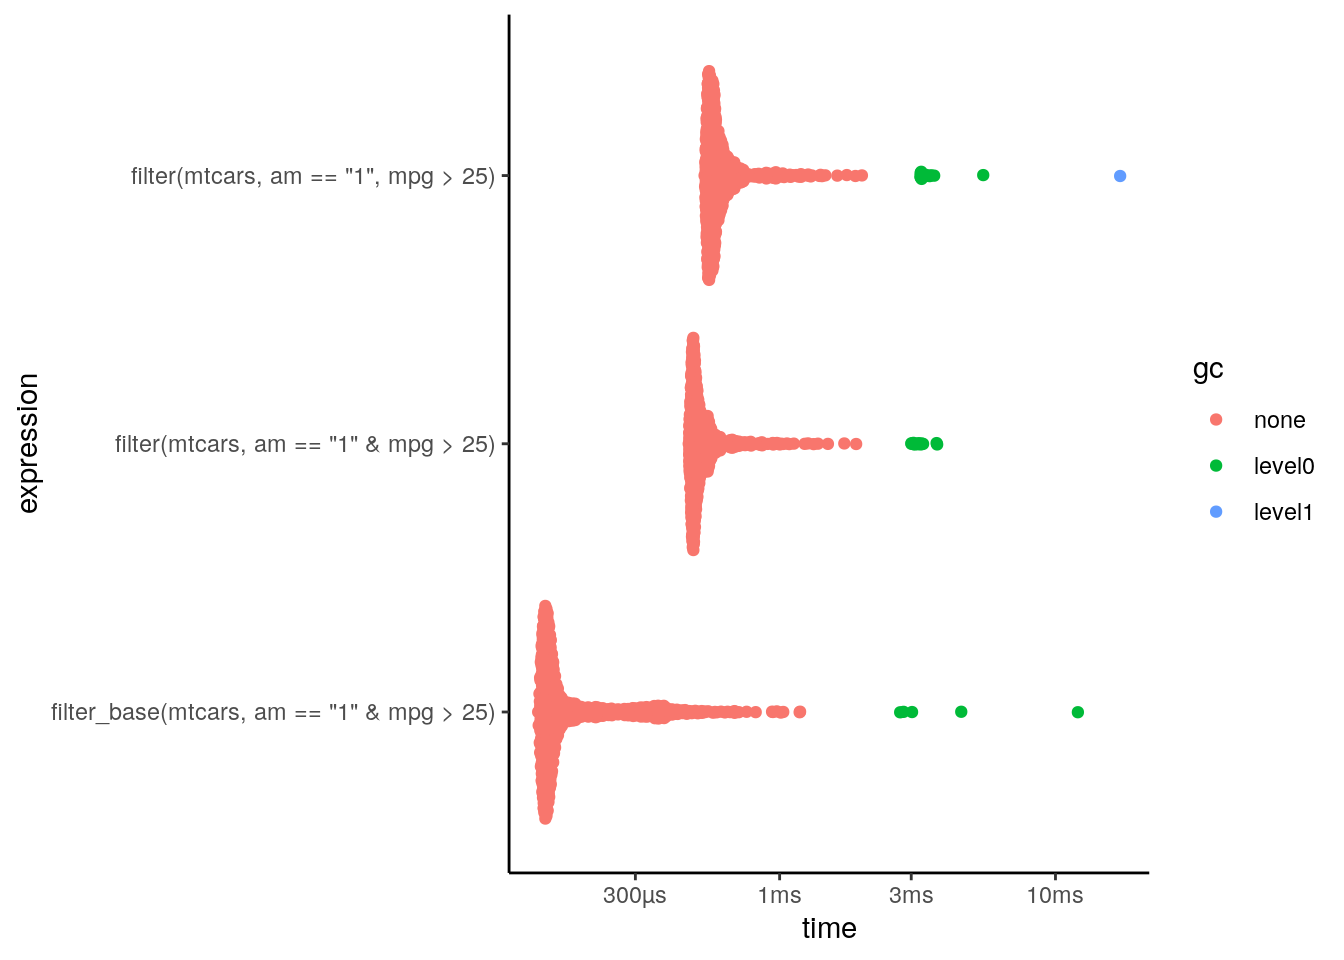 expression
filter(mtcars, am == "1", mpg > 25)
filter(mtcars, am == "1" & mpg > 25)
filter_base(mtcars, am == "1" & mpg > 25)
300µs 1ms 3ms 10ms
time
gc
none
level0
level1